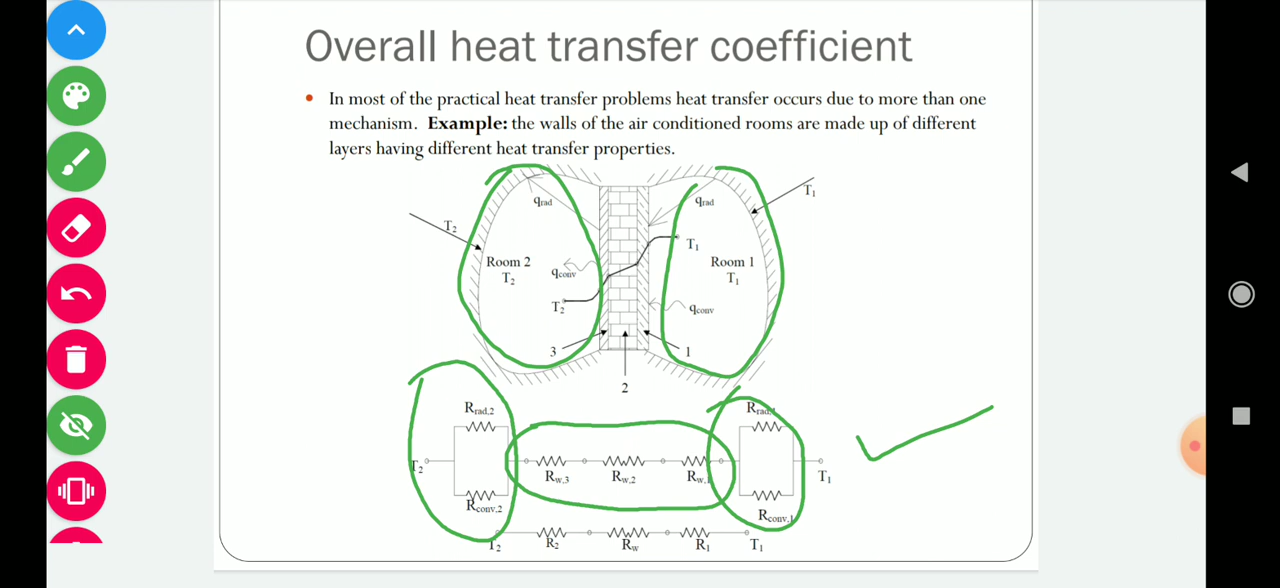 Overall heat transfer coefficient
• In most of the practical heat transfer problems heat transfer occurs due to more than one
mechanism. Example: the walls of the air conditioned rooms are made up of different
layers having different heat transfer properties.
qrad
qrad
T1
T2
T1
Room 2
Room 1
T2
qconv
T1
T2
qconv
3
1
2
Rrad,2
Rrad,1
T2
Rw,3
Rw,2
Rw,1
T1
Rconv,2
Rconv,1
T2
R2
Rw
R1
T1